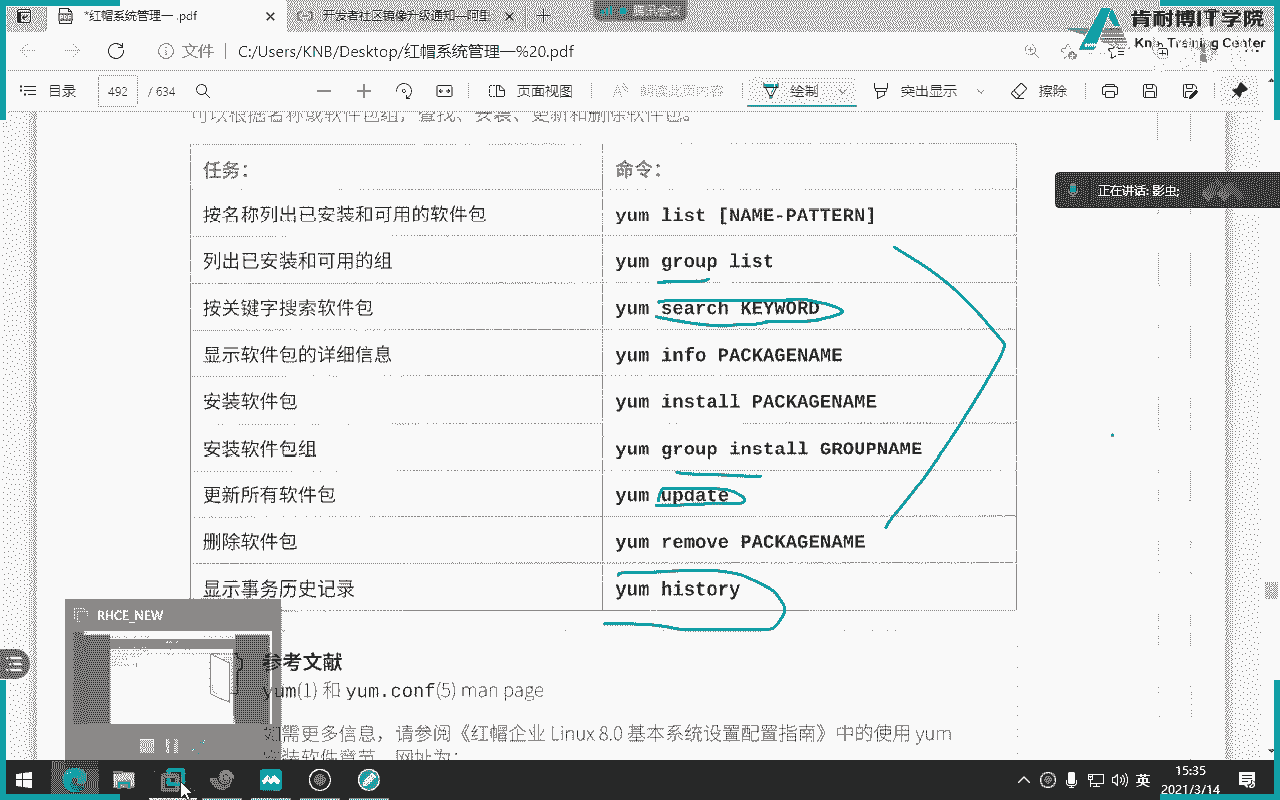 *红帽系统管理一 .pdf
开发者社区镜像升级通知—阿里
肯耐博IT学院
Knb Training Center
文件 C:/Users/KNB/Desktop/红帽系统管理一%20.pdf
目录 492 / 634 页面视图 朗读此页内容 绘制 突出显示 擦除
可以根据名称或软件包组，查找、安装、更新和删除软件包。
任务： 命令：
按名称列出已安装和可用的软件包 yum list [NAME-PATTERN]
正在讲话: 影虫;
列出已安装和可用的组 yum group list
按关键字搜索软件包 yum search KEYWORD
显示软件包的详细信息 yum info PACKAGENAME
安装软件包 yum install PACKAGENAME
安装软件包组 yum group install GROUPNAME
更新所有软件包 yum update
删除软件包 yum remove PACKAGENAME
显示事务历史记录 yum history
RHCE_NEW
参考文献
yum(1) 和 yum.conf(5) man page
如需更多信息，请参阅《红帽企业 Linux 8.0 基本系统设置配置指南》中的使用 yum
安装软件章节，网址为：
英
15:35
2021/3/14